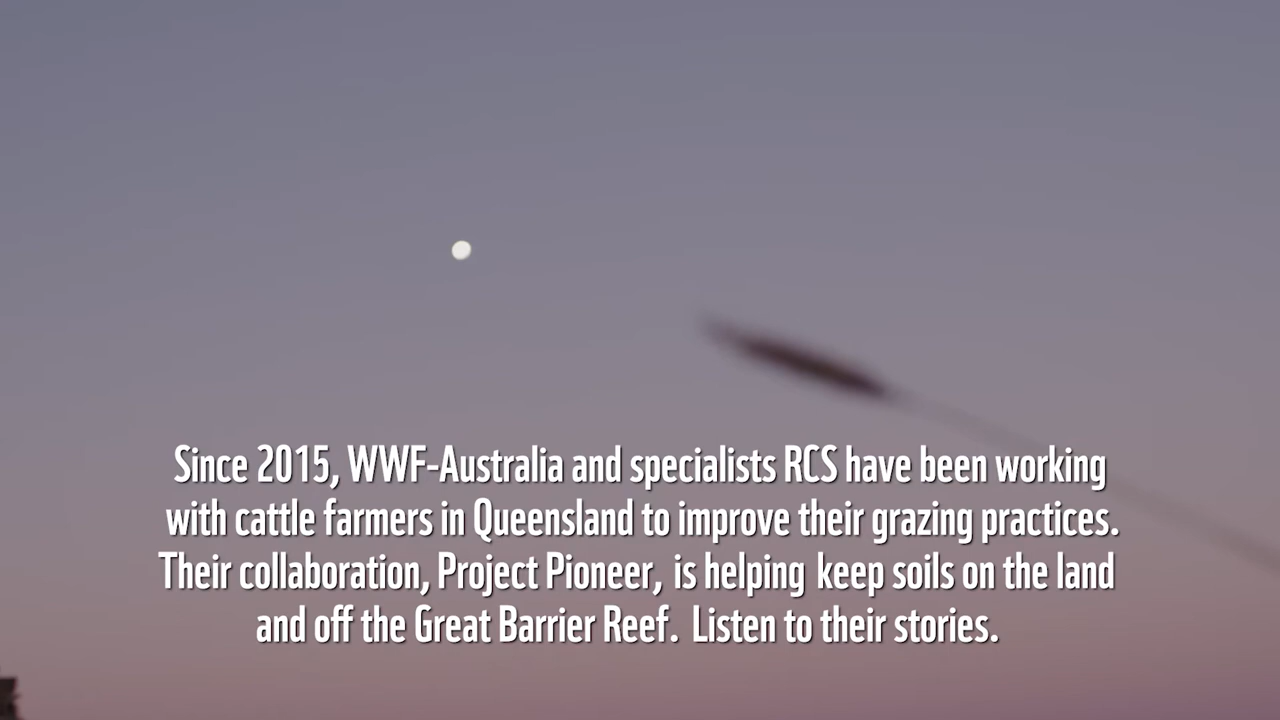 Since 2015, WWF-Australia and specialists RCS have been working
with cattle farmers in Queensland to improve their grazing practices.
Their collaboration, Project Pioneer, is helping keep soils on the land
and off the Great Barrier Reef. Listen to their stories.